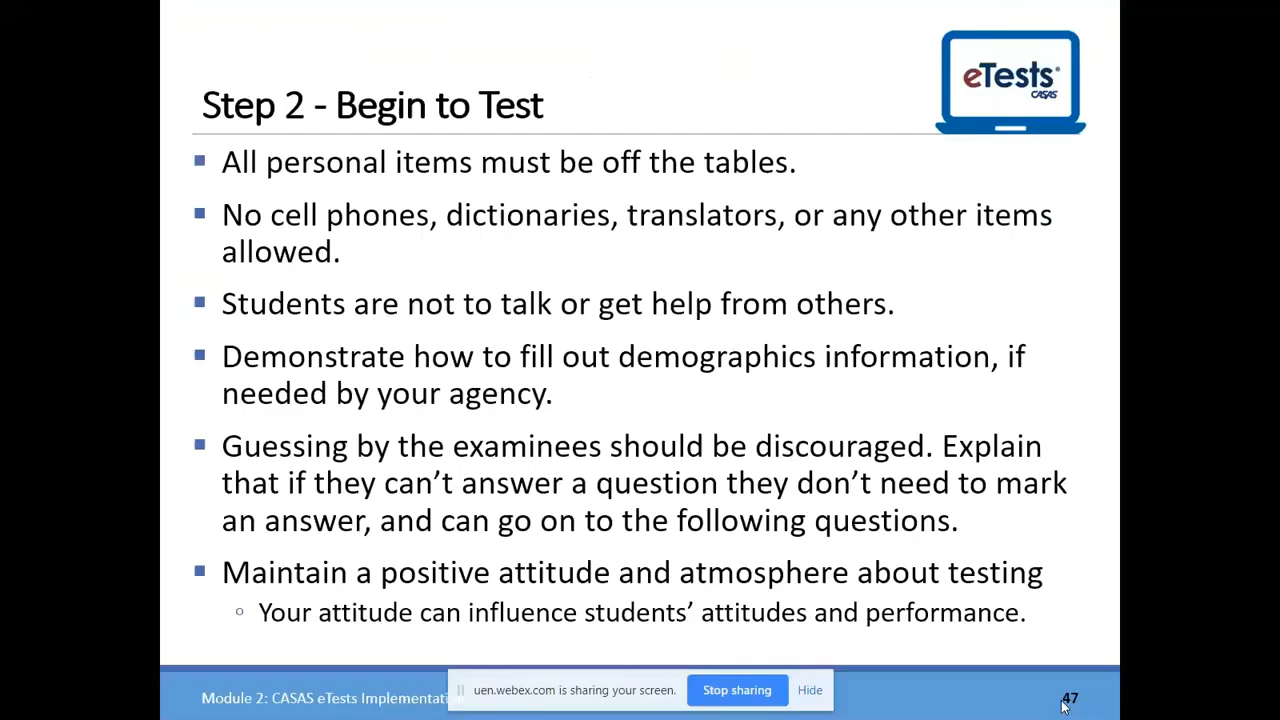 eTests®
CASAS
Step 2 - Begin to Test
All personal items must be off the tables.
No cell phones, dictionaries, translators, or any other items
allowed.
Students are not to talk or get help from others.
Demonstrate how to fill out demographics information, if
needed by your agency.
Guessing by the examinees should be discouraged. Explain
that if they can’t answer a question they don’t need to mark
an answer, and can go on to the following questions.
Maintain a positive attitude and atmosphere about testing
Your attitude can influence students’ attitudes and performance.
Module 2: CASAS eTests Implementati
uen.webex.com is sharing your screen. Stop sharing Hide
47